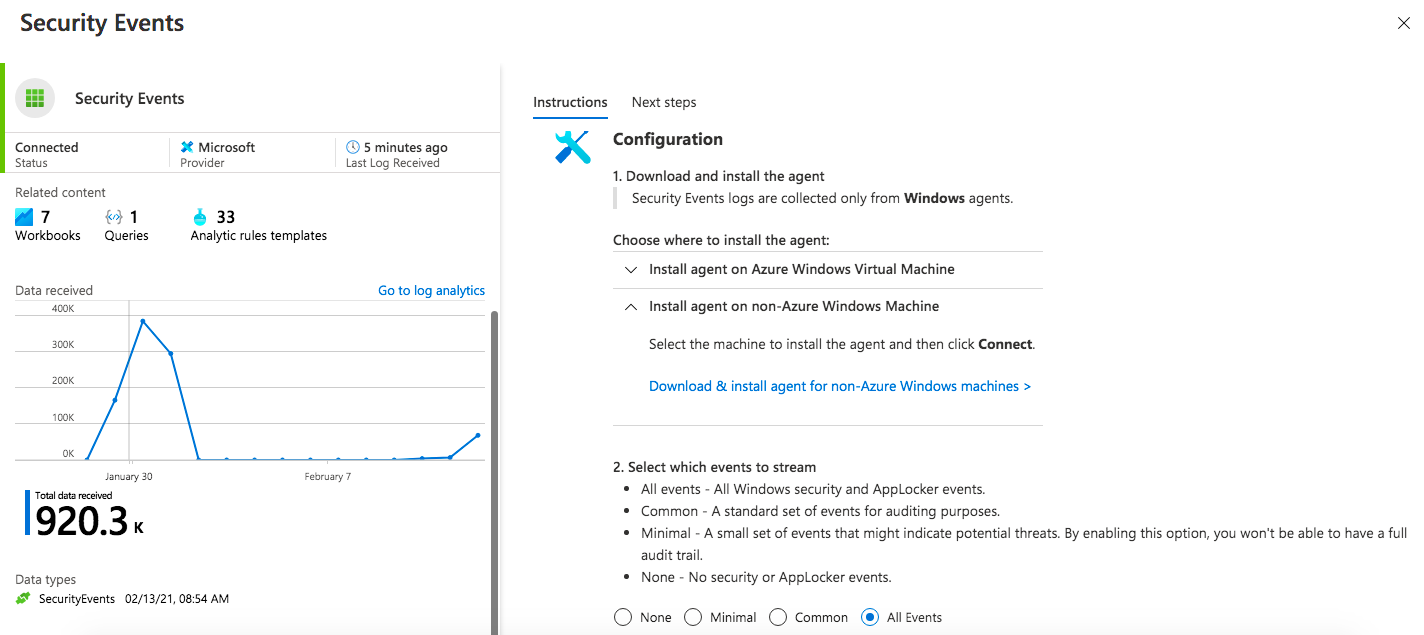 Security Events
Security Events
Connected
Status
Microsoft
Provider
5 minutes ago
Last Log Received
Related content
7
Workbooks
1
Queries
33
Analytic rules templates
Data received
Go to log analytics
400K
300K
200K
100K
0K
January 30
February 7
Total data received
920.3 K
Data types
SecurityEvents 02/13/21, 08:54 AM
Instructions
Next steps
Configuration
1. Download and install the agent
Security Events logs are collected only from Windows agents.
Choose where to install the agent:
Install agent on Azure Windows Virtual Machine
Install agent on non-Azure Windows Machine
Select the machine to install the agent and then click Connect.
Download & install agent for non-Azure Windows machines >
2. Select which events to stream
• All events - All Windows security and AppLocker events.
• Common - A standard set of events for auditing purposes.
• Minimal - A small set of events that might indicate potential threats. By enabling this option, you won't be able to have a full
audit trail.
• None - No security or AppLocker events.
None Minimal Common All Events